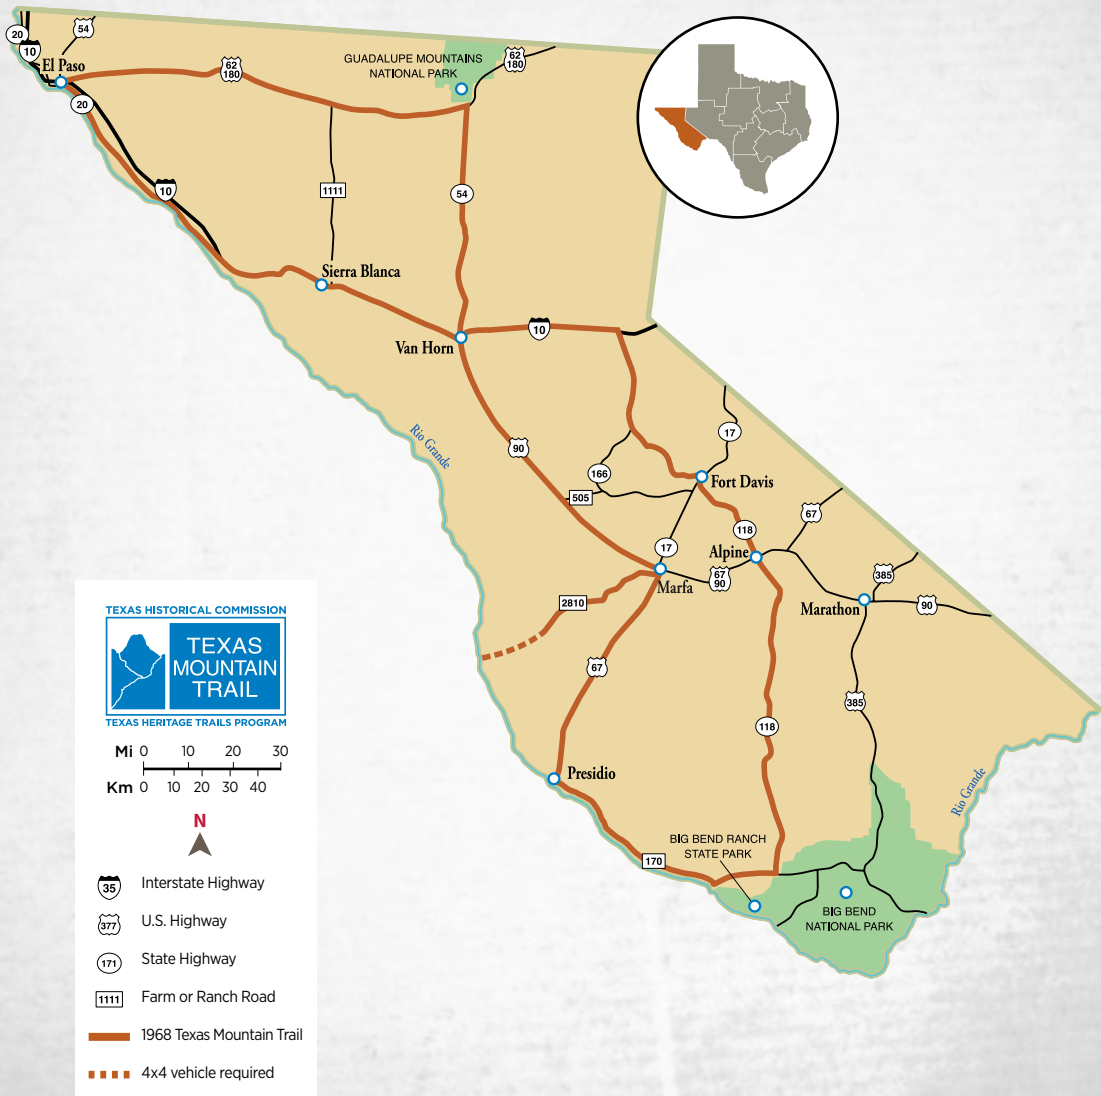 20
10
54
El Paso
62
180
GUADALUPE MOUNTAINS
NATIONAL PARK
62
180
20
10
1111
54
Sierra Blanca
Van Horn
10
Rio Grande
90
17
166
505
Fort Davis
67
118
17
Alpine
67
90
Marfa
385
Marathon
90
2810
67
385
118
Presidio
Rio Grande
BIG BEND RANCH
STATE PARK
170
BIG BEND
NATIONAL PARK
TEXAS HISTORICAL COMMISSION
TEXAS
MOUNTAIN
TRAIL
TEXAS HERITAGE TRAILS PROGRAM
Mi 0 10 20 30
Km 0 10 20 30 40
N
35 Interstate Highway
377 U.S. Highway
171 State Highway
1111 Farm or Ranch Road
1968 Texas Mountain Trail
4x4 vehicle required